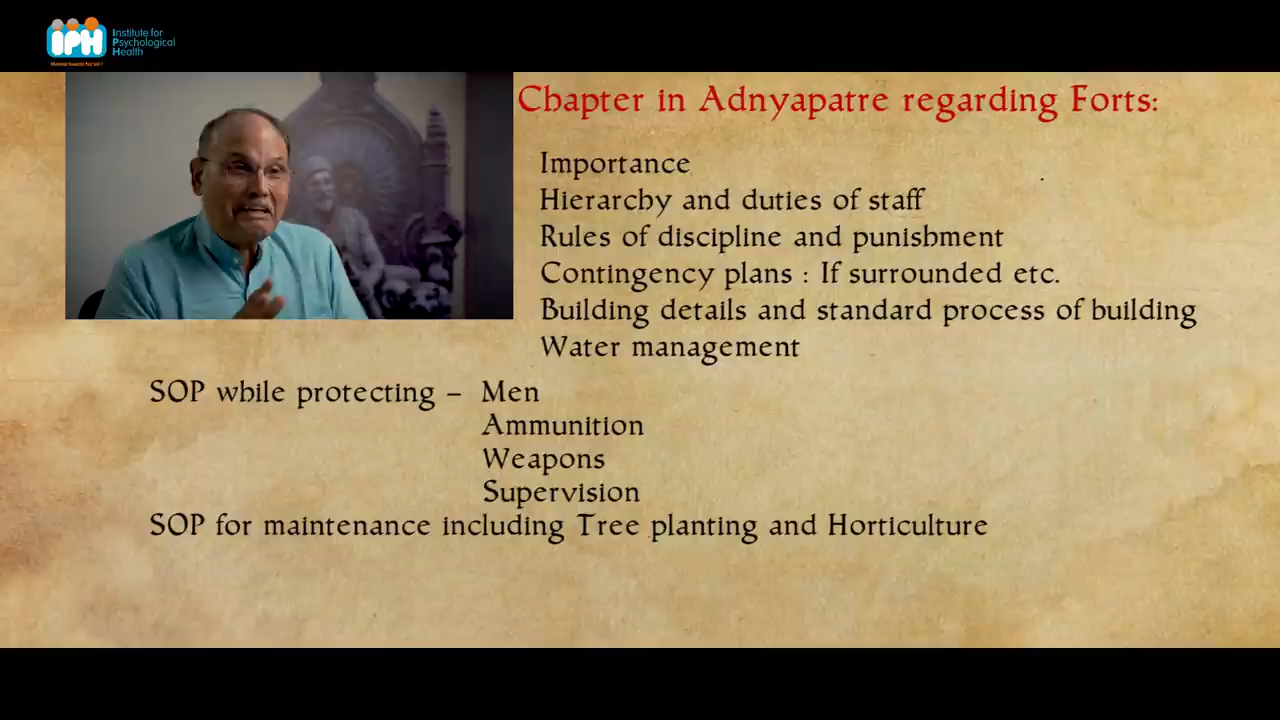 IPH
Institute for
Psychological
Health
Chapter in Adnyapatre regarding Forts:
Importance
Hierarchy and duties of staff
Rules of discipline and punishment
Contingency plans : If surrounded etc.
Building details and standard process of building
Water management
SOP while protecting – Men
Ammunition
Weapons
Supervision
SOP for maintenance including Tree planting and Horticulture